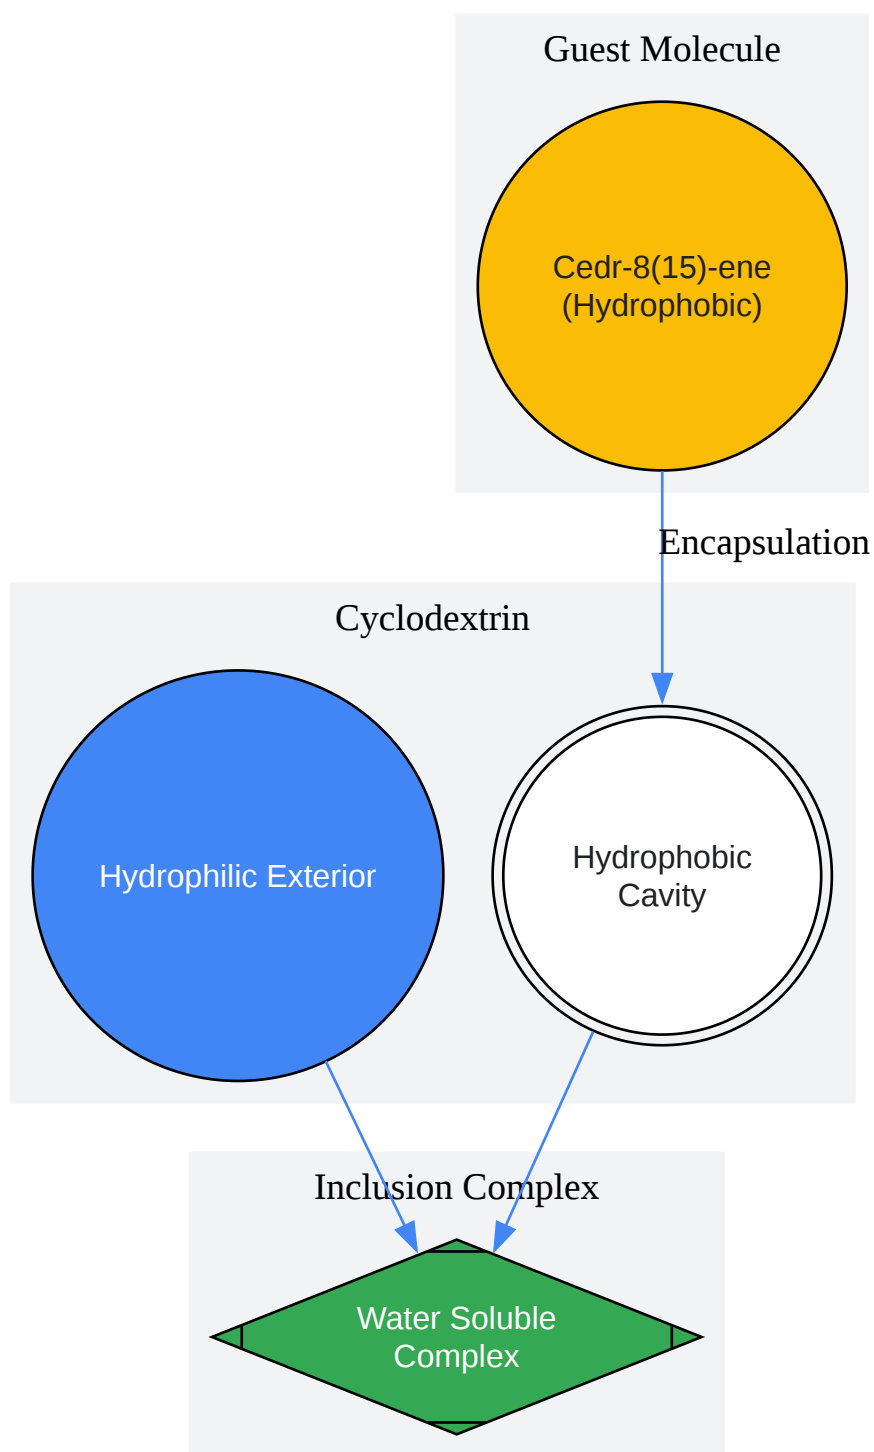 Guest Molecule
Cedr-8(15)-ene
(Hydrophobic)
Encapsulation
Cyclodextrin
Hydrophilic Exterior
Hydrophobic
Cavity
Inclusion Complex
Water Soluble
Complex